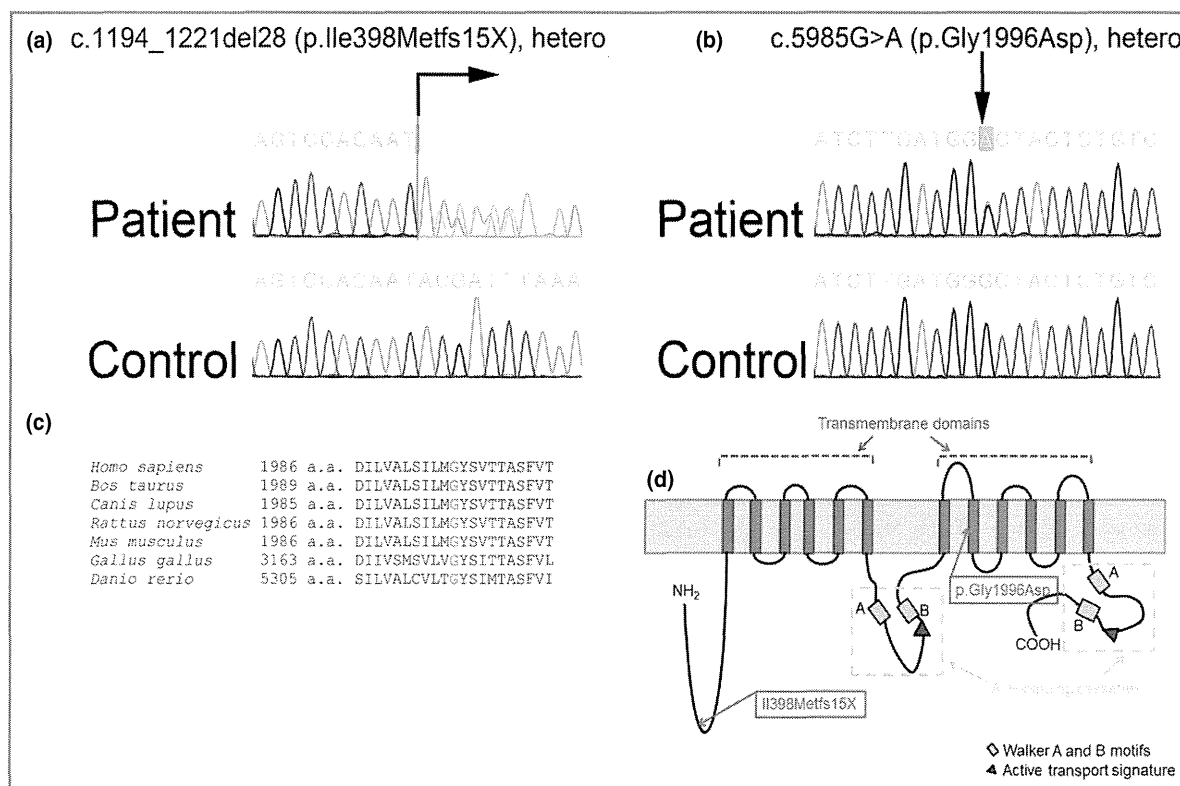 (a) c.1194_1221del28 (p.Ile398Metfs15X), hetero
(b) c.5985G>A (p.Gly1996Asp), hetero
Patient
Patient
Control
Control
(c)
Homo sapiens 1986 a.a. DILVALSILMGYSVTTASFVT
Bos taurus 1989 a.a. DILVALSILMGYSVTTASFVT
Canis lupus 1985 a.a. DILVALSILMGYSVTTASFVT
Rattus norvegicus 1986 a.a. DILVALSILMGYSVTTASFVT
Mus musculus 1986 a.a. DILVALSILMGYSVTTASFVT
Gallus gallus 3163 a.a. DIIVSMSVLVGYSITTASFVL
Danio rerio 5305 a.a. SILVALCVLTGYSIMTASFVI
(d)
Transmembrane domains
NH2
A
B
p.Gly1996Asp
A
B
COOH
Il398Metfs15X
Walker A and B motifs
Active transport signature